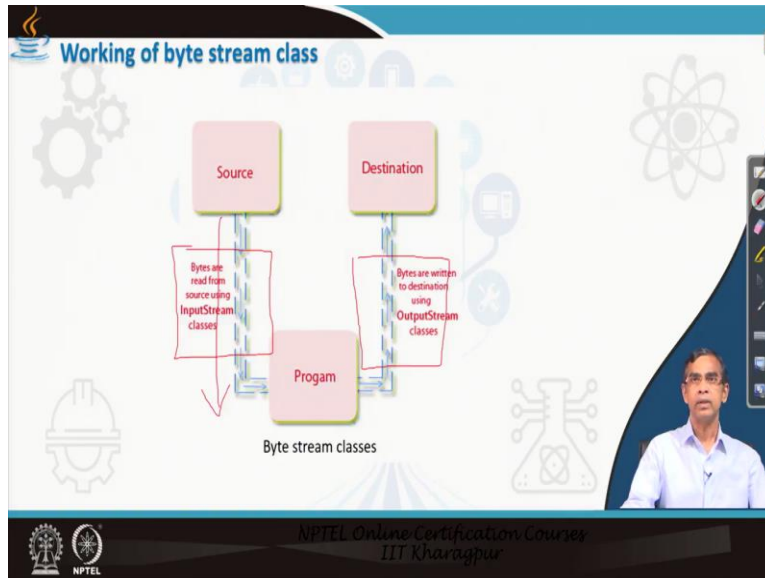 Working of byte stream class
Source
Destination
Bytes are
read from
source using
InputStream
classes
Bytes are written
to destination
using
OutputStream
classes
Progam
Byte stream classes
NPTEL Online Certification Courses
IIT Kharagpur
NPTEL